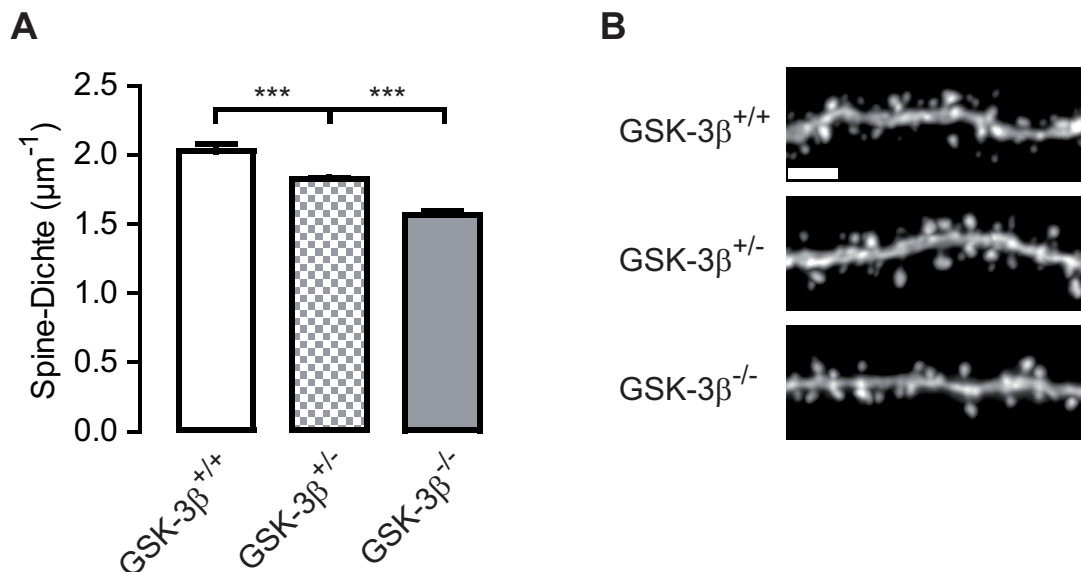 A
B
2.5
2.0
1.5
1.0
0.5
0.0
Spine-Dichte (µm⁻¹)
*** ***
GSK-3β⁺/⁺
GSK-3β⁺/⁻
GSK-3β⁻/⁻
GSK-3β⁺/⁺
GSK-3β⁺/⁻
GSK-3β⁻/⁻